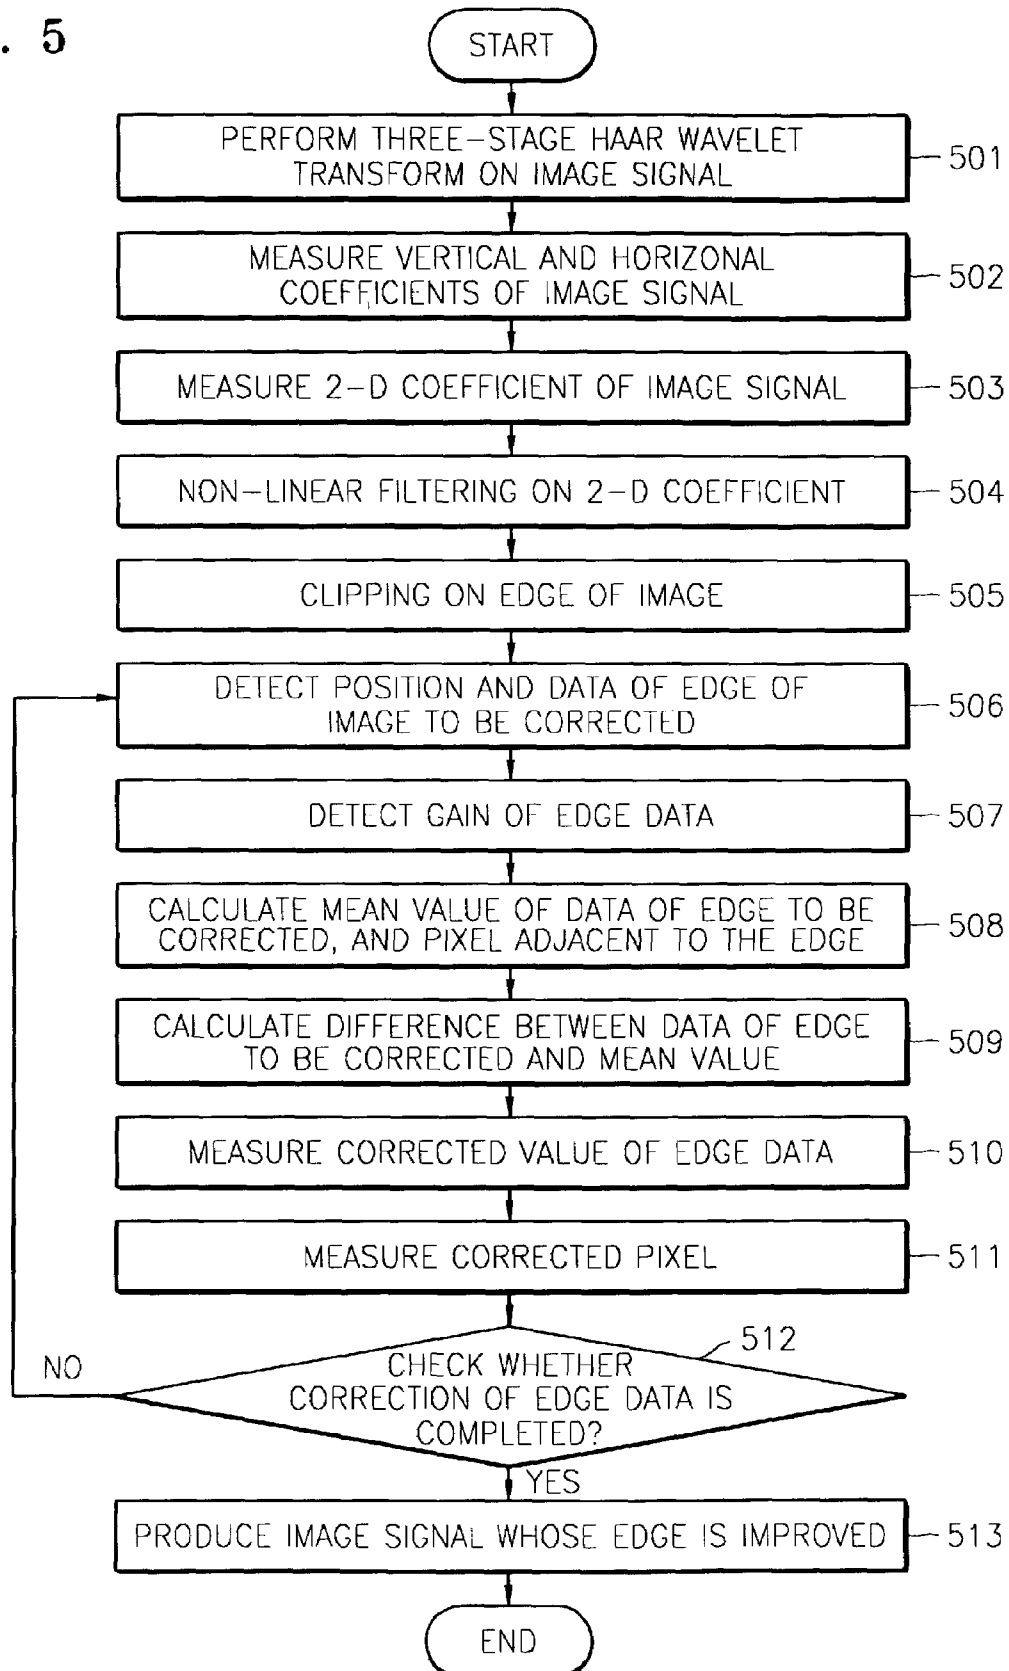 . 5
START
PERFORM THREE-STAGE HAAR WAVELET
TRANSFORM ON IMAGE SIGNAL
501
MEASURE VERTICAL AND HORIZONAL
COEFFICIENTS OF IMAGE SIGNAL
502
MEASURE 2-D COEFFICIENT OF IMAGE SIGNAL
503
NON-LINEAR FILTERING ON 2-D COEFFICIENT
504
CLIPPING ON EDGE OF IMAGE
505
DETECT POSITION AND DATA OF EDGE OF
IMAGE TO BE CORRECTED
506
DETECT GAIN OF EDGE DATA
507
CALCULATE MEAN VALUE OF DATA OF EDGE TO BE
CORRECTED, AND PIXEL ADJACENT TO THE EDGE
508
CALCULATE DIFFERENCE BETWEEN DATA OF EDGE
TO BE CORRECTED AND MEAN VALUE
509
MEASURE CORRECTED VALUE OF EDGE DATA
510
MEASURE CORRECTED PIXEL
511
512
NO
CHECK WHETHER
CORRECTION OF EDGE DATA IS
COMPLETED?
YES
PRODUCE IMAGE SIGNAL WHOSE EDGE IS IMPROVED
513
END